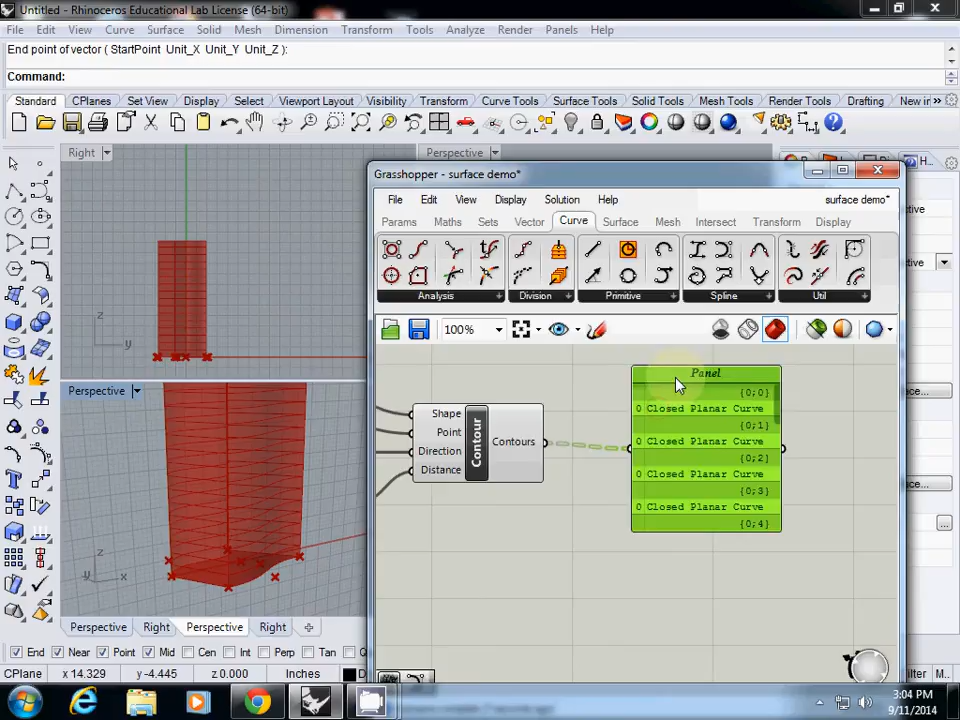 Untitled - Rhinoceros Educational Lab License (64-bit)
File Edit View Curve Surface Solid Mesh Dimension Transform Tools Analyze Render Panels Help
End point of vector ( StartPoint Unit_X Unit_Y Unit_Z ):
Command:
Standard CPlanes Set View Display Select Viewport Layout Visibility Transform Curve Tools Surface Tools Solid Tools Mesh Tools Render Tools Drafting New in »
Right
Perspective
z
y
Perspective
z
y x
Perspective Right Perspective Right
End Near Point Mid Cen Int Perp Tan
CPlane x 14.329 y -4.445 z 0.000 Inches
Grasshopper - surface demo*
File Edit View Display Solution Help surface demo*
Params Maths Sets Vector Curve Surface Mesh Intersect Transform Display
Analysis Division Primitive Spline Util
100%
Shape
Point
Direction
Distance
Contour
Contours
Panel
{0;0}
0 Closed Planar Curve
{0;1}
0 Closed Planar Curve
{0;2}
0 Closed Planar Curve
{0;3}
0 Closed Planar Curve
{0;4}
3:04 PM
9/11/2014